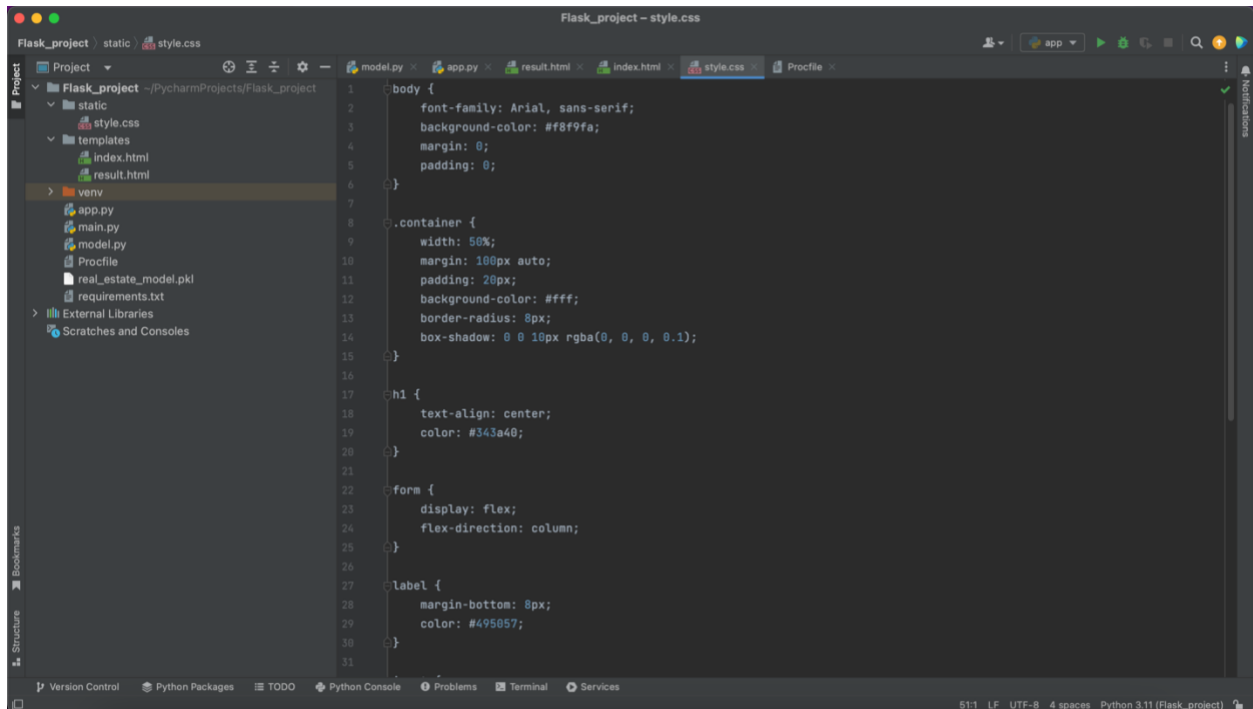 Flask_project – style.css
Flask_project static style.css
app
Project
Project
model.py
app.py
result.html
index.html
style.css
Procfile
Notifications
Flask_project ~/PycharmProjects/Flask_project
static
style.css
templates
index.html
result.html
venv
app.py
main.py
model.py
Procfile
real_estate_model.pkl
requirements.txt
External Libraries
Scratches and Consoles
Bookmarks
Structure
1 body {
2 font-family: Arial, sans-serif;
3 background-color: #f8f9fa;
4 margin: 0;
5 padding: 0;
6 }
7
8 .container {
9 width: 50%;
10 margin: 100px auto;
11 padding: 20px;
12 background-color: #fff;
13 border-radius: 8px;
14 box-shadow: 0 0 10px rgba(0, 0, 0, 0.1);
15 }
16
17 h1 {
18 text-align: center;
19 color: #343a40;
20 }
21
22 form {
23 display: flex;
24 flex-direction: column;
25 }
26
27 label {
28 margin-bottom: 8px;
29 color: #495057;
30 }
31
Version Control Python Packages TODO Python Console Problems Terminal Services
51:1 LF UTF-8 4 spaces Python 3.11 (Flask_project)